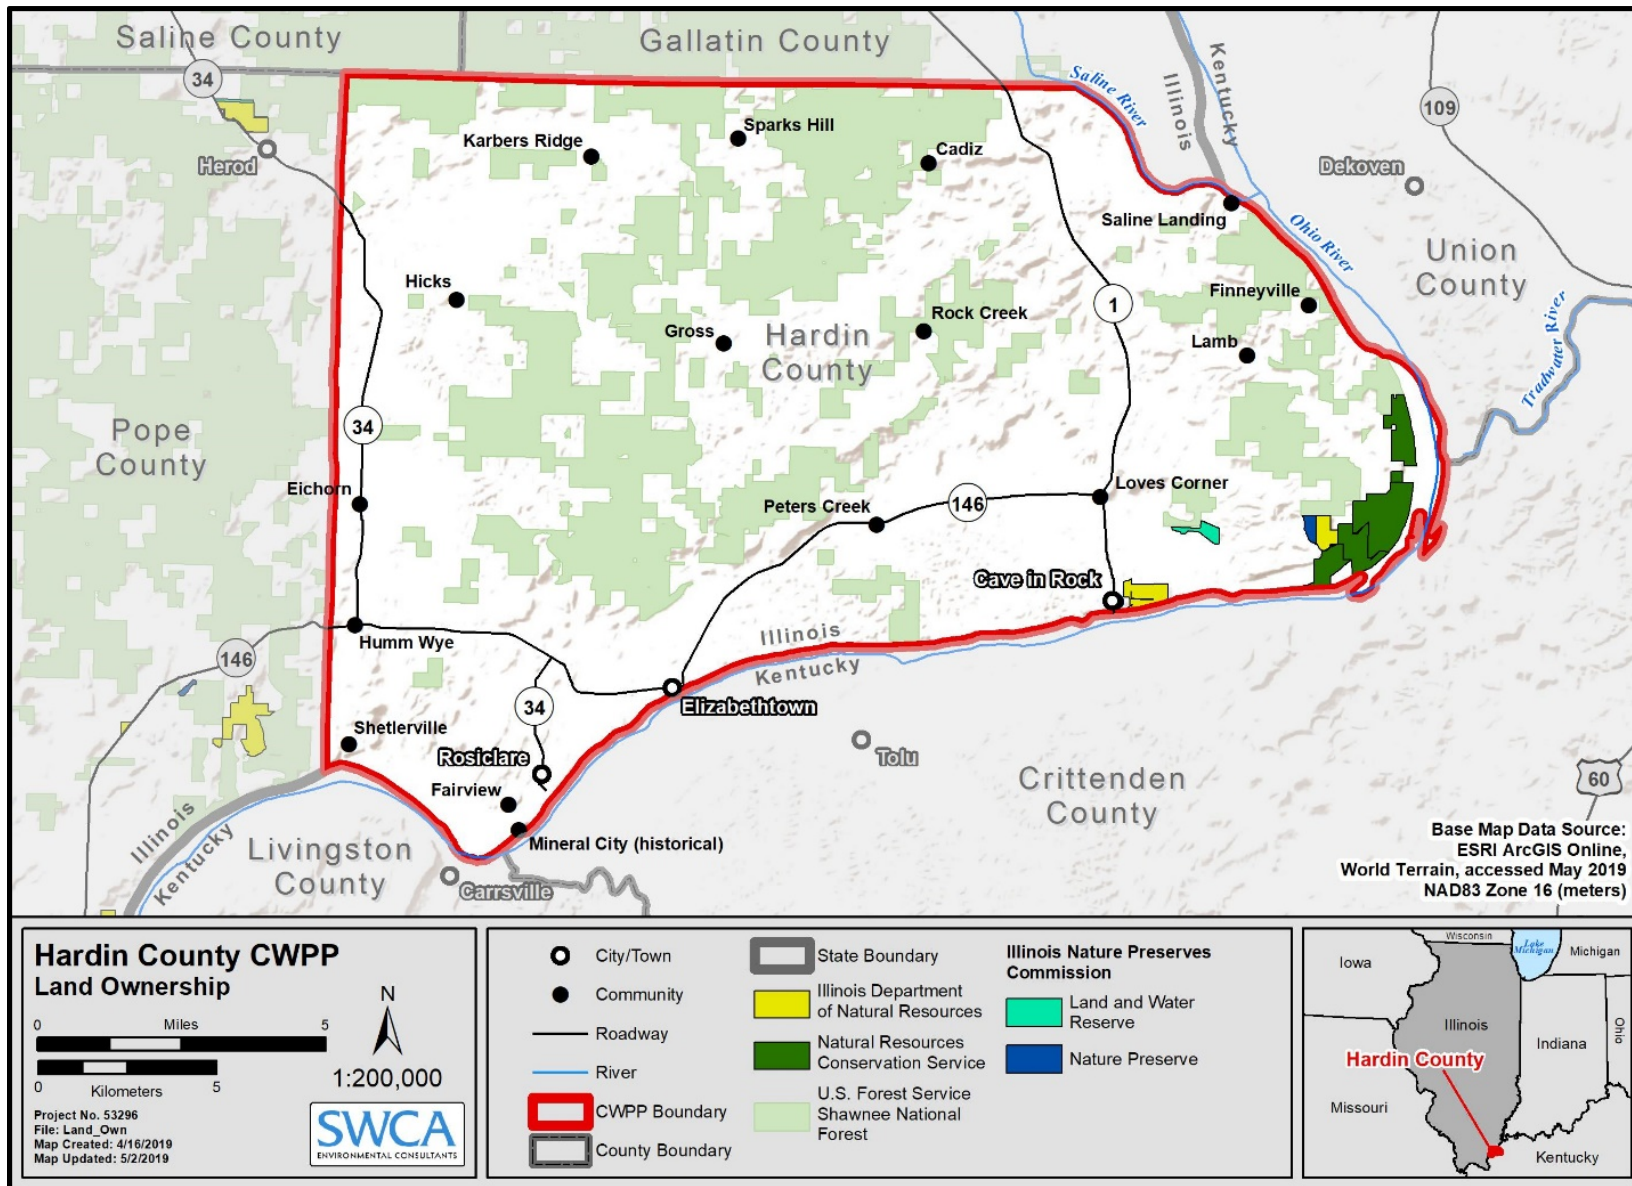 Saline County
Gallatin County
34
Herod
Karbers Ridge
Sparks Hill
Cadiz
Saline River
Illinois
Kentucky
109
Dekoven
Saline Landing
Ohio River
Union
County
Hicks
Gross
Hardin
County
Rock Creek
1
Finneyville
Lamb
Tradwater River
Pope
County
34
Eichorn
Peters Creek
146
Loves Corner
Cave in Rock
Humm Wye
146
Illinois
Kentucky
Elizabethtown
34
Shetlerville
Rosiclare
Fairview
Mineral City (historical)
Tolu
Crittenden
County
60
Illinois
Kentucky
Livingston
County
Carrsville
Base Map Data Source:
ESRI ArcGIS Online,
World Terrain, accessed May 2019
NAD83 Zone 16 (meters)
Hardin County CWPP
Land Ownership
0 Miles 5
0 Kilometers 5
N
1:200,000
Project No. 53296
File: Land_Own
Map Created: 4/16/2019
Map Updated: 5/2/2019
SWCA
ENVIRONMENTAL CONSULTANTS
City/Town
Community
Roadway
River
CWPP Boundary
County Boundary
State Boundary
Illinois Department
of Natural Resources
Natural Resources
Conservation Service
U.S. Forest Service
Shawnee National
Forest
Illinois Nature Preserves
Commission
Land and Water
Reserve
Nature Preserve
Wisconsin
Lake
Michigan
Michigan
Iowa
Illinois
Indiana
Ohio
Hardin County
Missouri
Kentucky